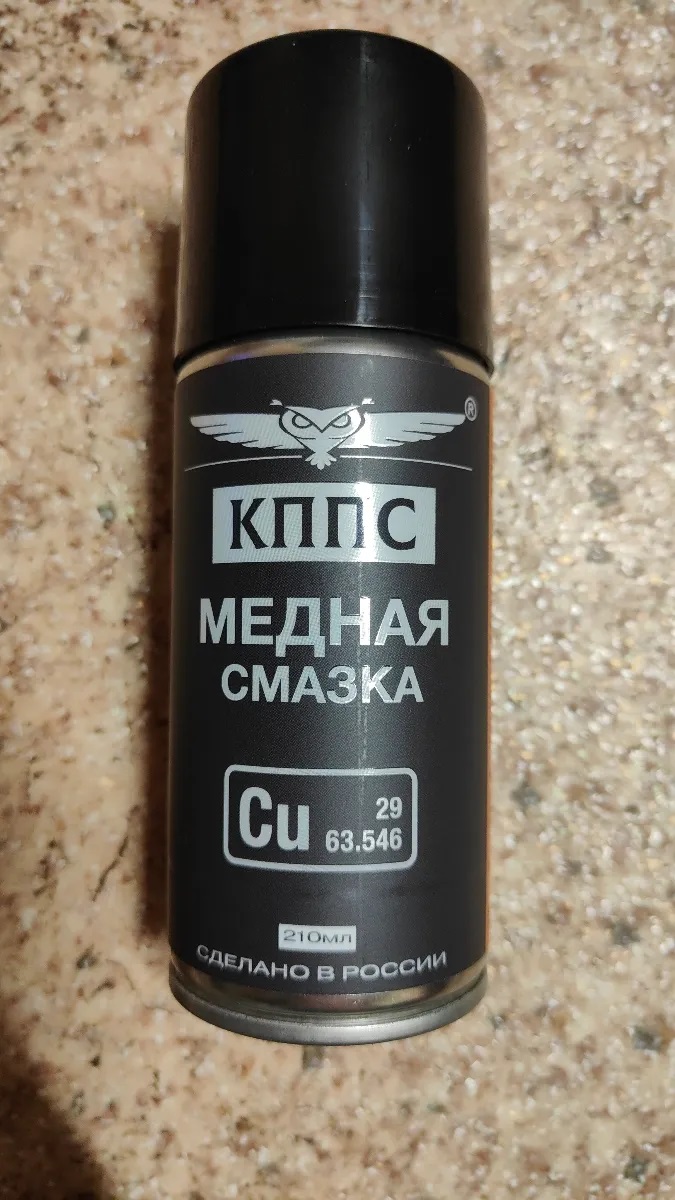 ®
КППС
МЕДНАЯ
СМАЗКА
Cu 29
63.546
210мл
СДЕЛАНО В РОССИИ